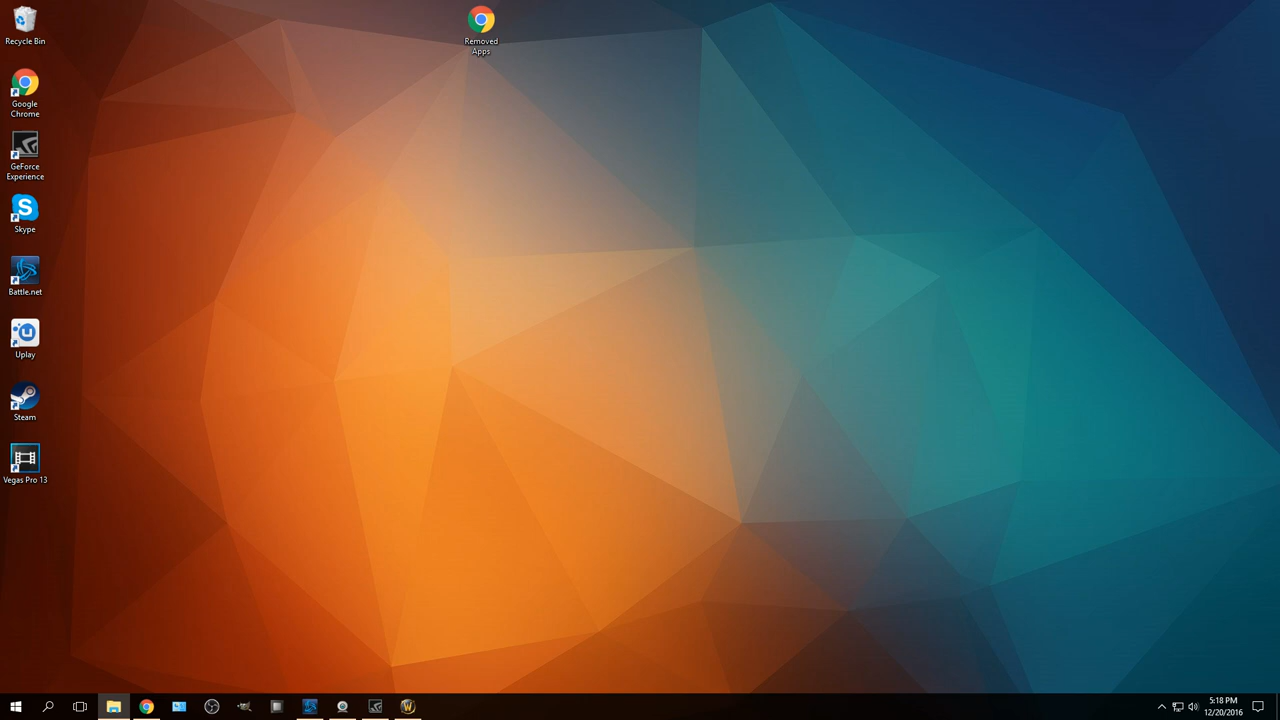 Recycle Bin
Google
Chrome
GeForce
Experience
Skype
Battle.net
Uplay
Steam
Vegas Pro 13
Removed
Apps
5:18 PM
12/20/2016